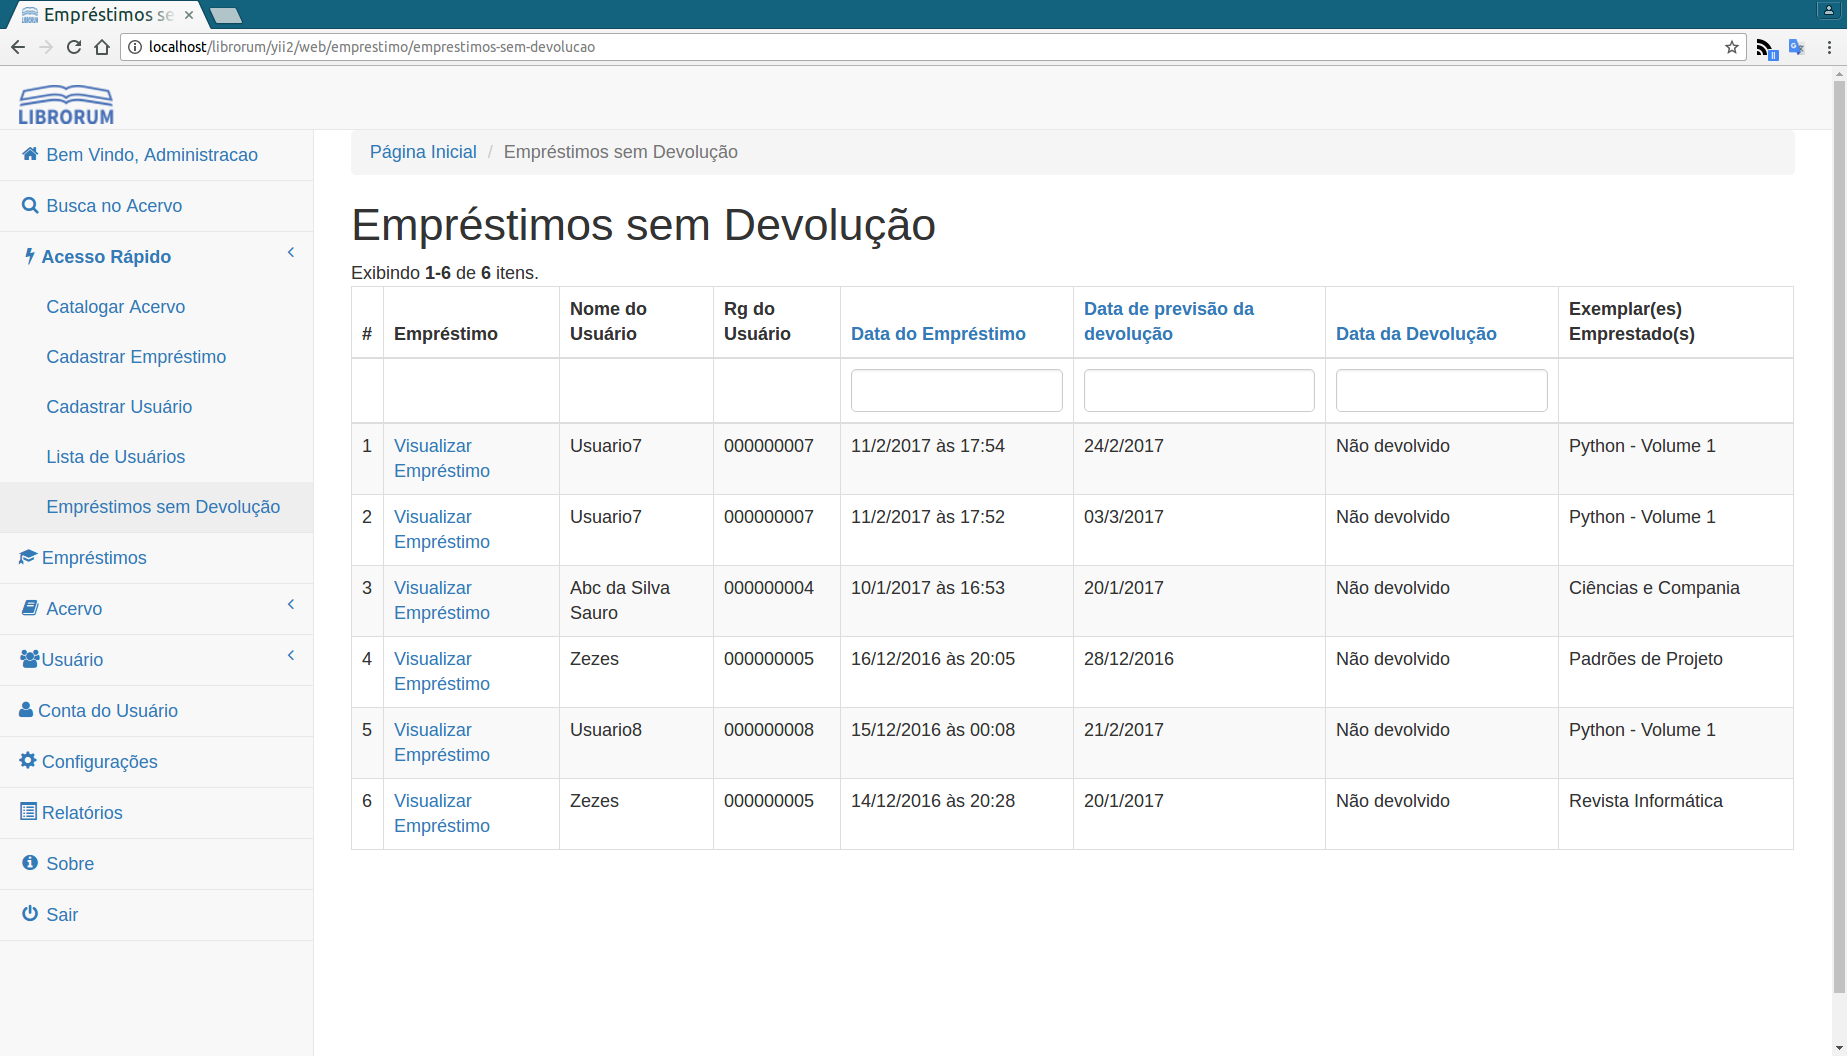 Empréstimos se
localhost/librorum/yii2/web/emprestimo/emprestimos-sem-devolucao
LIBRORUM
Bem Vindo, Administracao
Busca no Acervo
Acesso Rápido
Catalogar Acervo
Cadastrar Empréstimo
Cadastrar Usuário
Lista de Usuários
Empréstimos sem Devolução
Empréstimos
Acervo
Usuário
Conta do Usuário
Configurações
Relatórios
Sobre
Sair
Página Inicial / Empréstimos sem Devolução
Empréstimos sem Devolução
Exibindo 1-6 de 6 itens.
# Empréstimo Nome do Usuário Rg do Usuário Data do Empréstimo Data de previsão da devolução Data da Devolução Exemplar(es) Emprestado(s)
1 Visualizar Empréstimo Usuario7 000000007 11/2/2017 às 17:54 24/2/2017 Não devolvido Python - Volume 1
2 Visualizar Empréstimo Usuario7 000000007 11/2/2017 às 17:52 03/3/2017 Não devolvido Python - Volume 1
3 Visualizar Empréstimo Abc da Silva Sauro 000000004 10/1/2017 às 16:53 20/1/2017 Não devolvido Ciências e Compania
4 Visualizar Empréstimo Zezes 000000005 16/12/2016 às 20:05 28/12/2016 Não devolvido Padrões de Projeto
5 Visualizar Empréstimo Usuario8 000000008 15/12/2016 às 00:08 21/2/2017 Não devolvido Python - Volume 1
6 Visualizar Empréstimo Zezes 000000005 14/12/2016 às 20:28 20/1/2017 Não devolvido Revista Informática